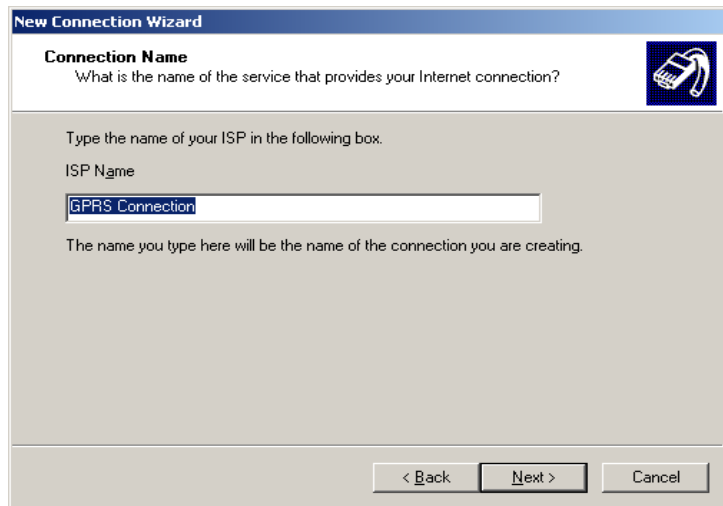 New Connection Wizard
Connection Name
What is the name of the service that provides your Internet connection?
Type the name of your ISP in the following box.
ISP Name
GPRS Connection
The name you type here will be the name of the connection you are creating.
< Back Next > Cancel